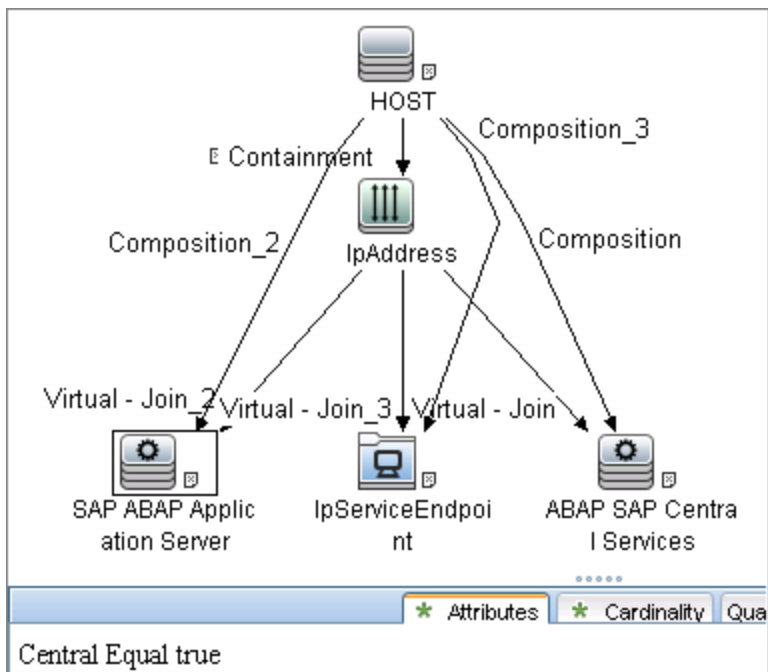 HOST
Composition_3
Containment
Composition_2
IpAddress
Composition
Virtual - Join_2
Virtual - Join_3
Virtual - Join
SAP ABAP Applic
ation Server
IpServiceEndpoi
nt
ABAP SAP Centra
l Services
Attributes
Cardinality
Qua
Central Equal true